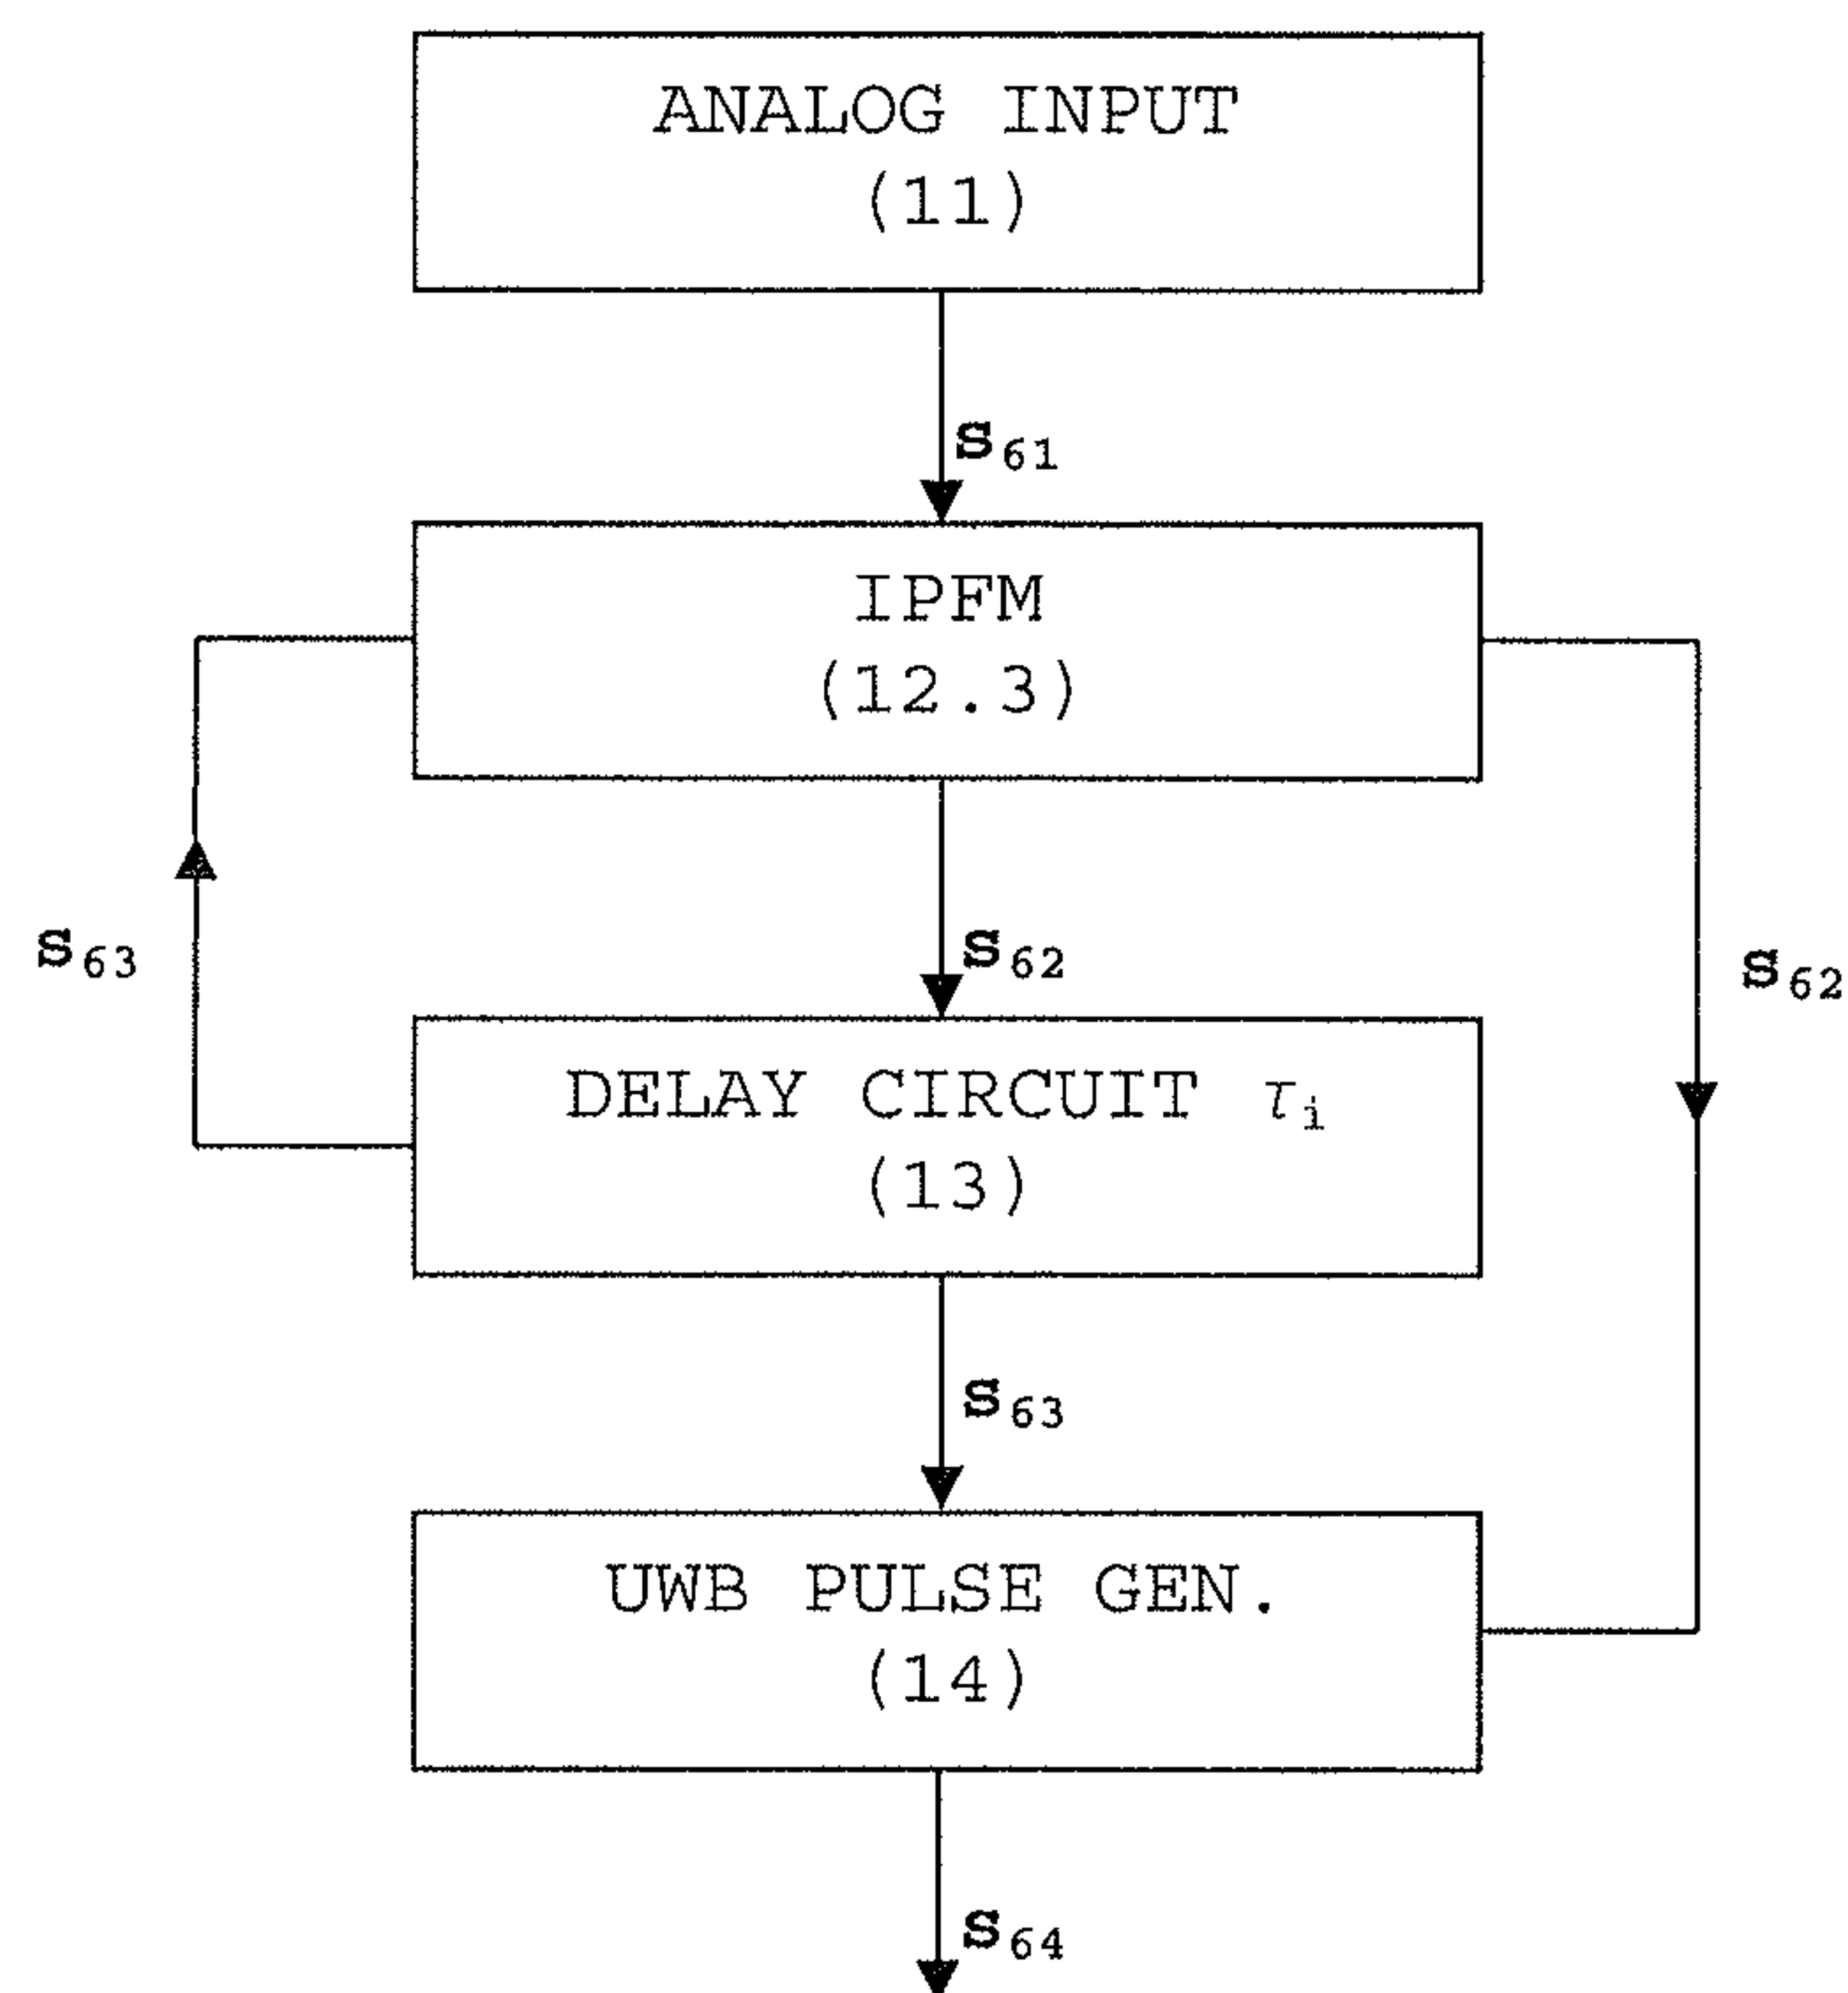 ANALOG INPUT
(11)
s61
IPFM
(12.3)
s63
s62
s62
DELAY CIRCUIT τi
(13)
s63
UWB PULSE GEN.
(14)
s64